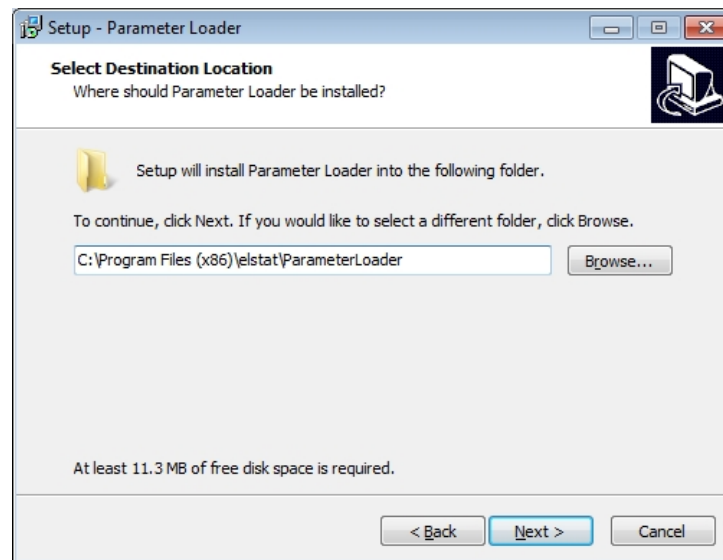 Setup - Parameter Loader
Select Destination Location
Where should Parameter Loader be installed?
Setup will install Parameter Loader into the following folder.
To continue, click Next. If you would like to select a different folder, click Browse.
C:\Program Files (x86)\elstat\ParameterLoader
Browse...
At least 11.3 MB of free disk space is required.
< Back
Next >
Cancel